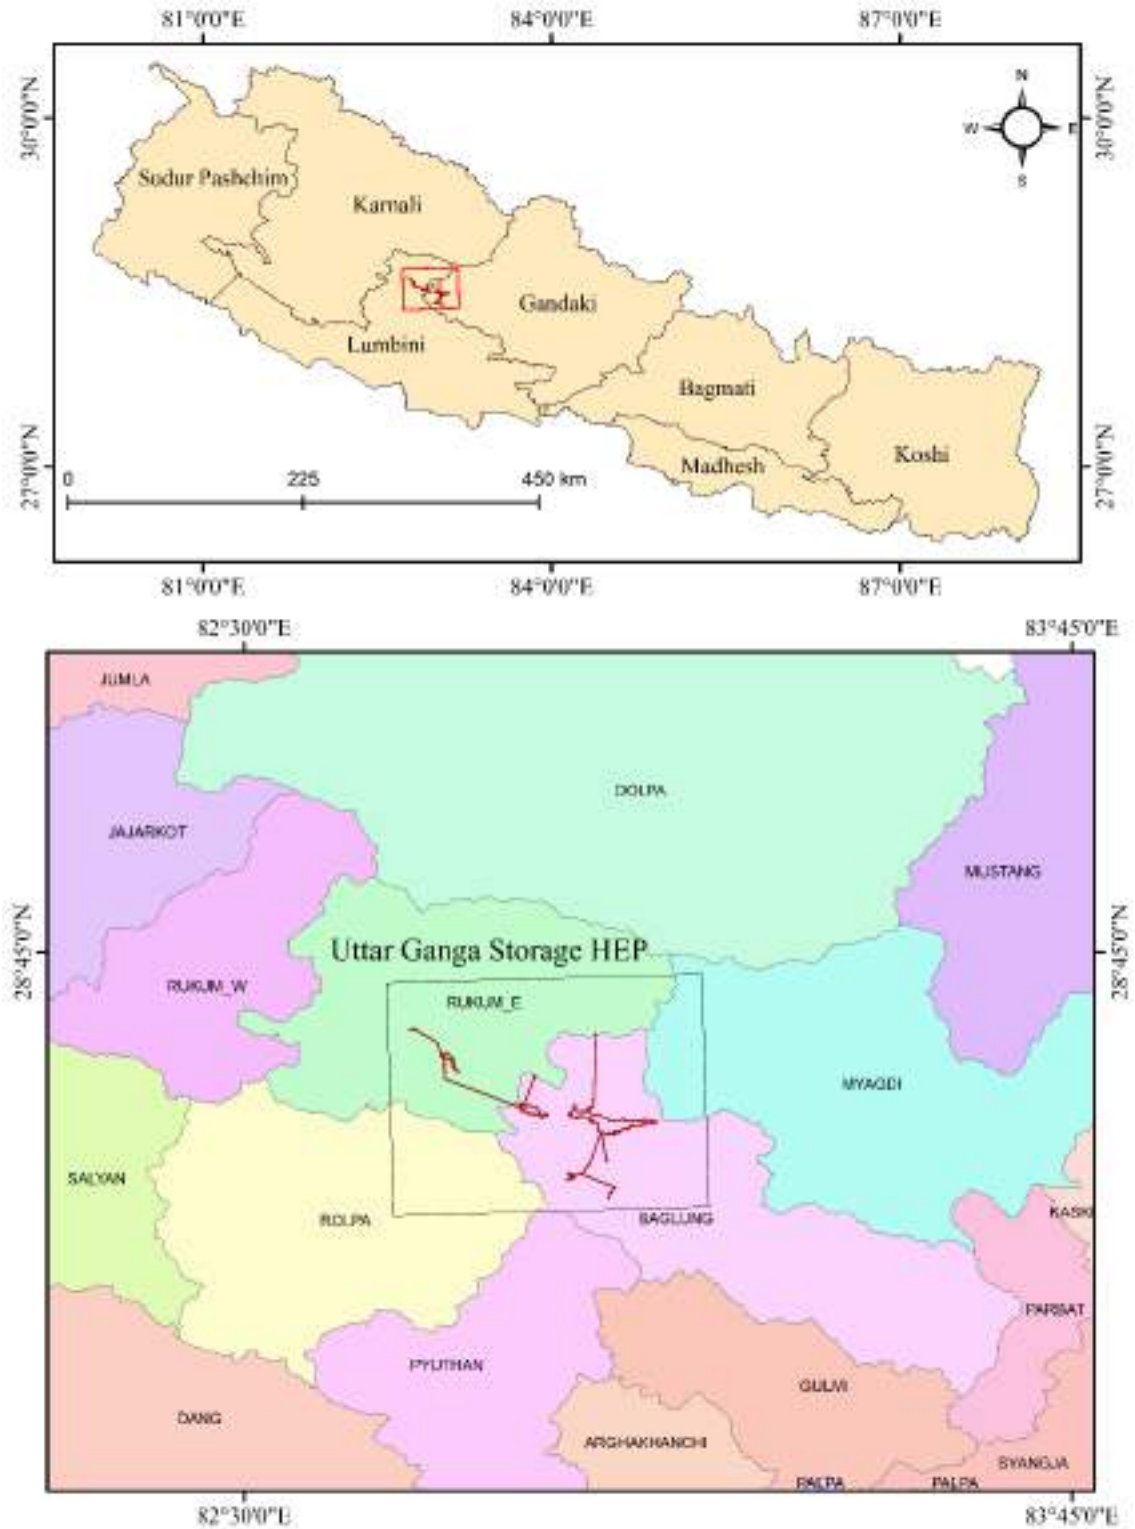 81°0'0"E 84°0'0"E 87°0'0"E
30°0'0"N
30°0'0"N
N
W E
S
Sudur Pashchim
Karnali
Gandaki
Lumbini
Bagmati
Koshi
Madhesh
27°0'0"N
27°0'0"N
0 225 450 km
81°0'0"E 84°0'0"E 87°0'0"E
82°30'0"E 83°45'0"E
JUMLA
DOLPA
JAJARKOT
MUSTANG
28°45'0"N
28°45'0"N
Uttar Ganga Storage HEP
RUKUM_W
RUKUM_E
MYAGDI
SALYAN
ROLPA
BAGLUNG
KASKI
PARBAT
PYUTHAN
GULMI
DANG
ARGHAKHANCHI
SYANGJA
PALPA PALPA
82°30'0"E 83°45'0"E